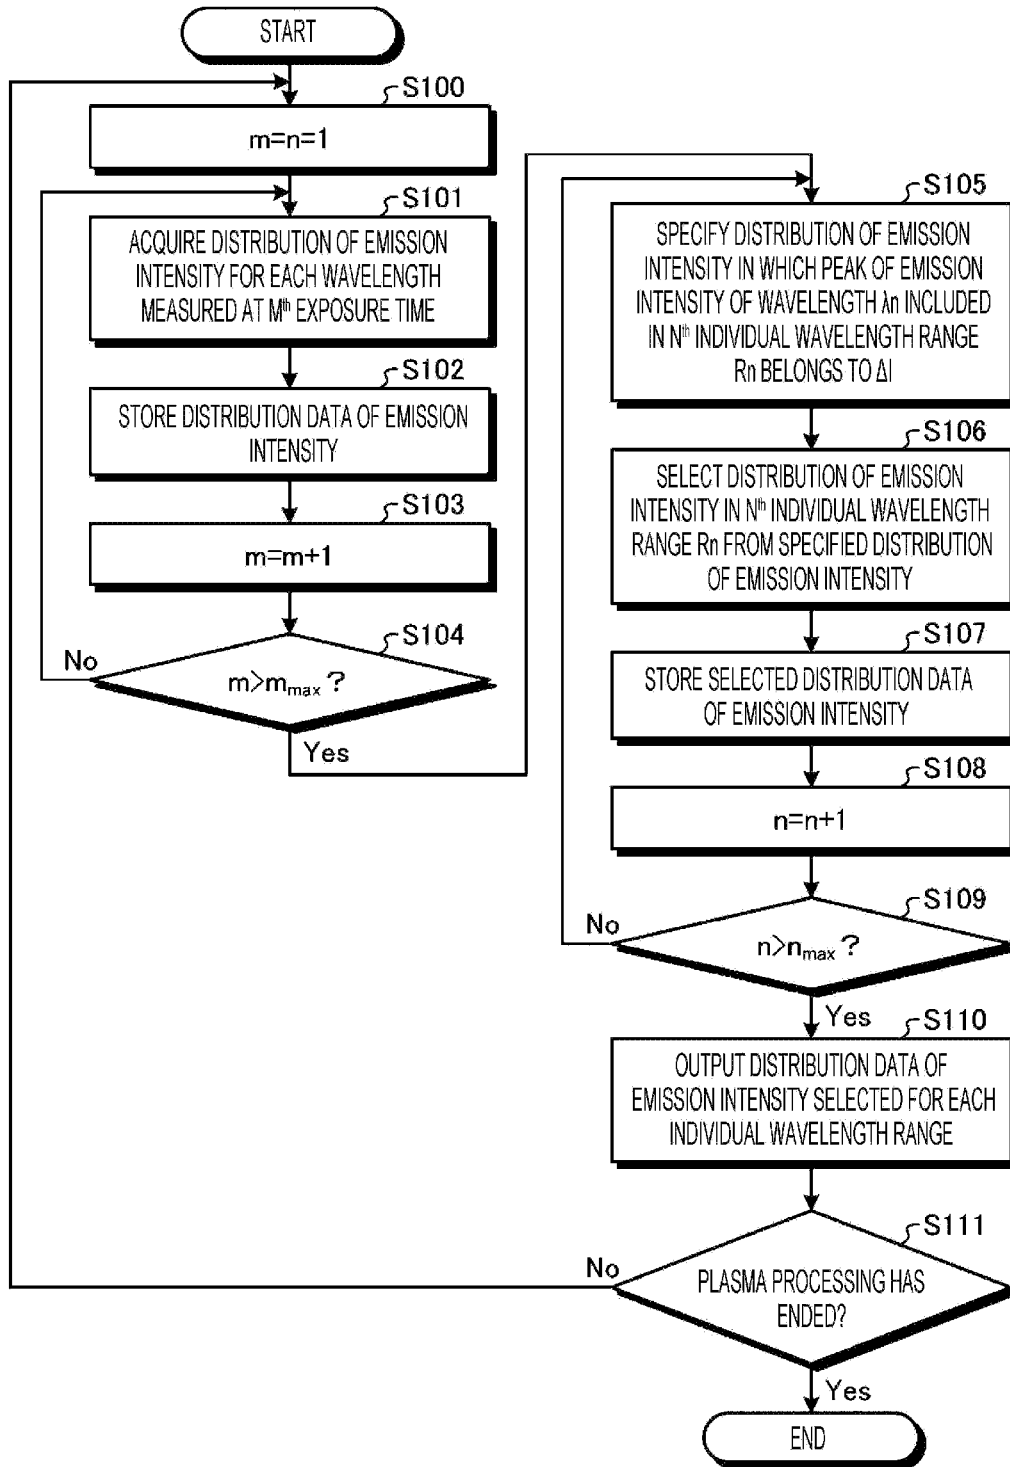 START
S100
m=n=1
S101
ACQUIRE DISTRIBUTION OF EMISSION
INTENSITY FOR EACH WAVELENGTH
MEASURED AT Mth EXPOSURE TIME
S102
STORE DISTRIBUTION DATA OF EMISSION
INTENSITY
S103
m=m+1
S104
No
m>mmax ?
Yes
S105
SPECIFY DISTRIBUTION OF EMISSION
INTENSITY IN WHICH PEAK OF EMISSION
INTENSITY OF WAVELENGTH λn INCLUDED
IN Nth INDIVIDUAL WAVELENGTH RANGE
Rn BELONGS TO ΔI
S106
SELECT DISTRIBUTION OF EMISSION
INTENSITY IN Nth INDIVIDUAL WAVELENGTH
RANGE Rn FROM SPECIFIED DISTRIBUTION
OF EMISSION INTENSITY
S107
STORE SELECTED DISTRIBUTION DATA
OF EMISSION INTENSITY
S108
n=n+1
S109
No
n>nmax ?
Yes
S110
OUTPUT DISTRIBUTION DATA OF
EMISSION INTENSITY SELECTED FOR EACH
INDIVIDUAL WAVELENGTH RANGE
S111
No
PLASMA PROCESSING HAS
ENDED?
Yes
END